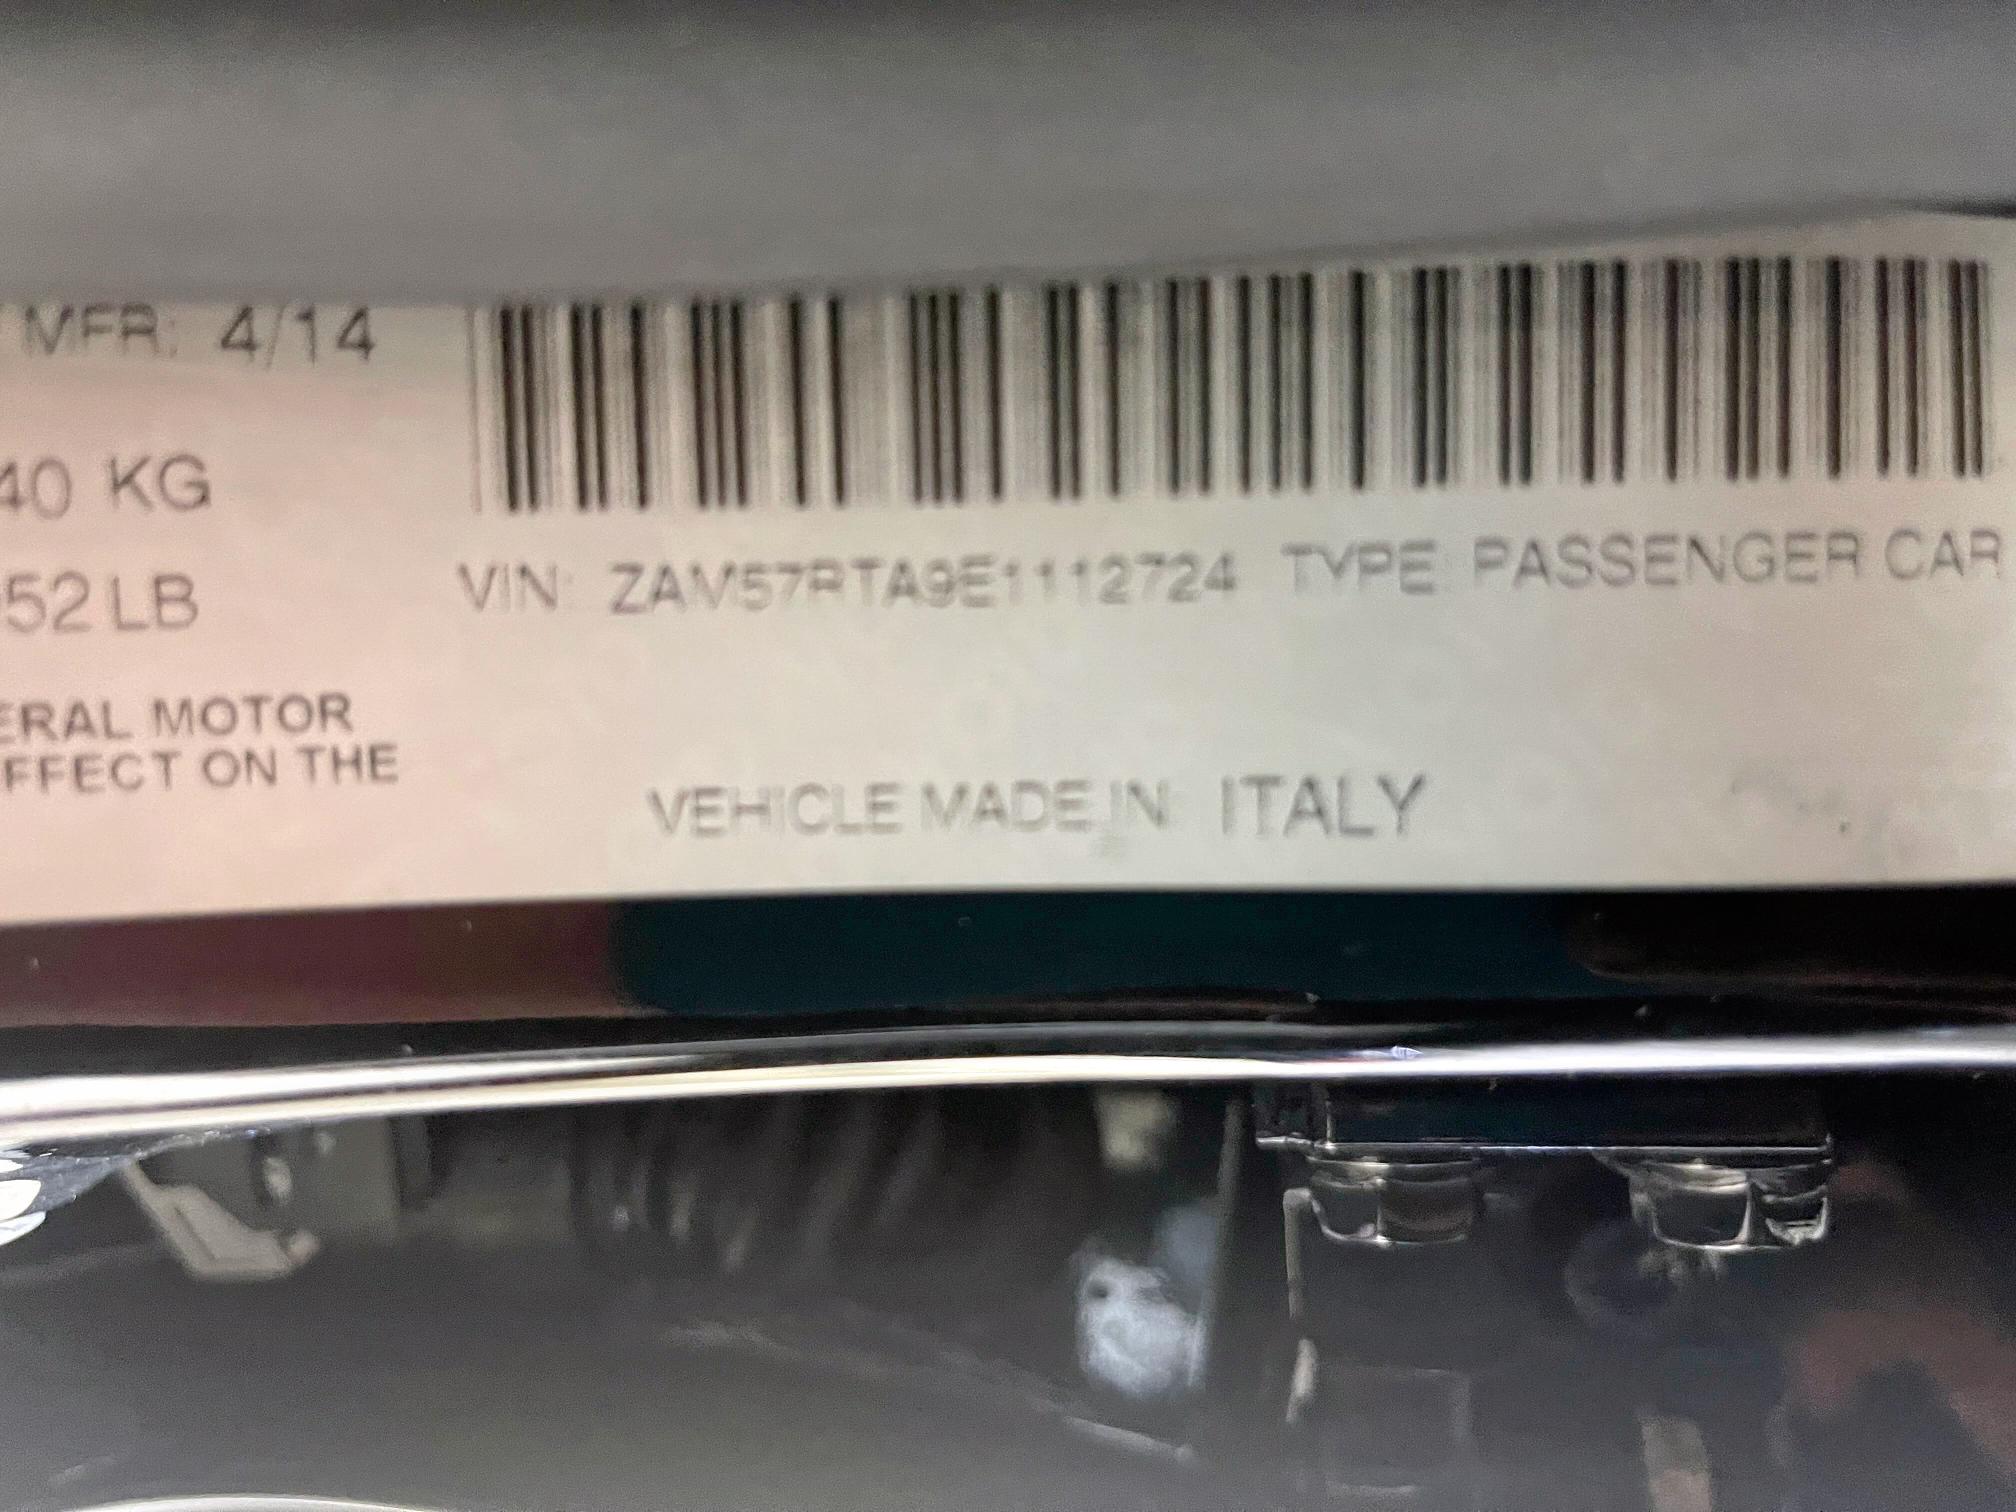 MFR: 4/14
40 KG
52 LB
VIN: ZAM57RTA9E1112724 TYPE: PASSENGER CAR
ERAL MOTOR
FFECT ON THE
VEHICLE MADE IN ITALY